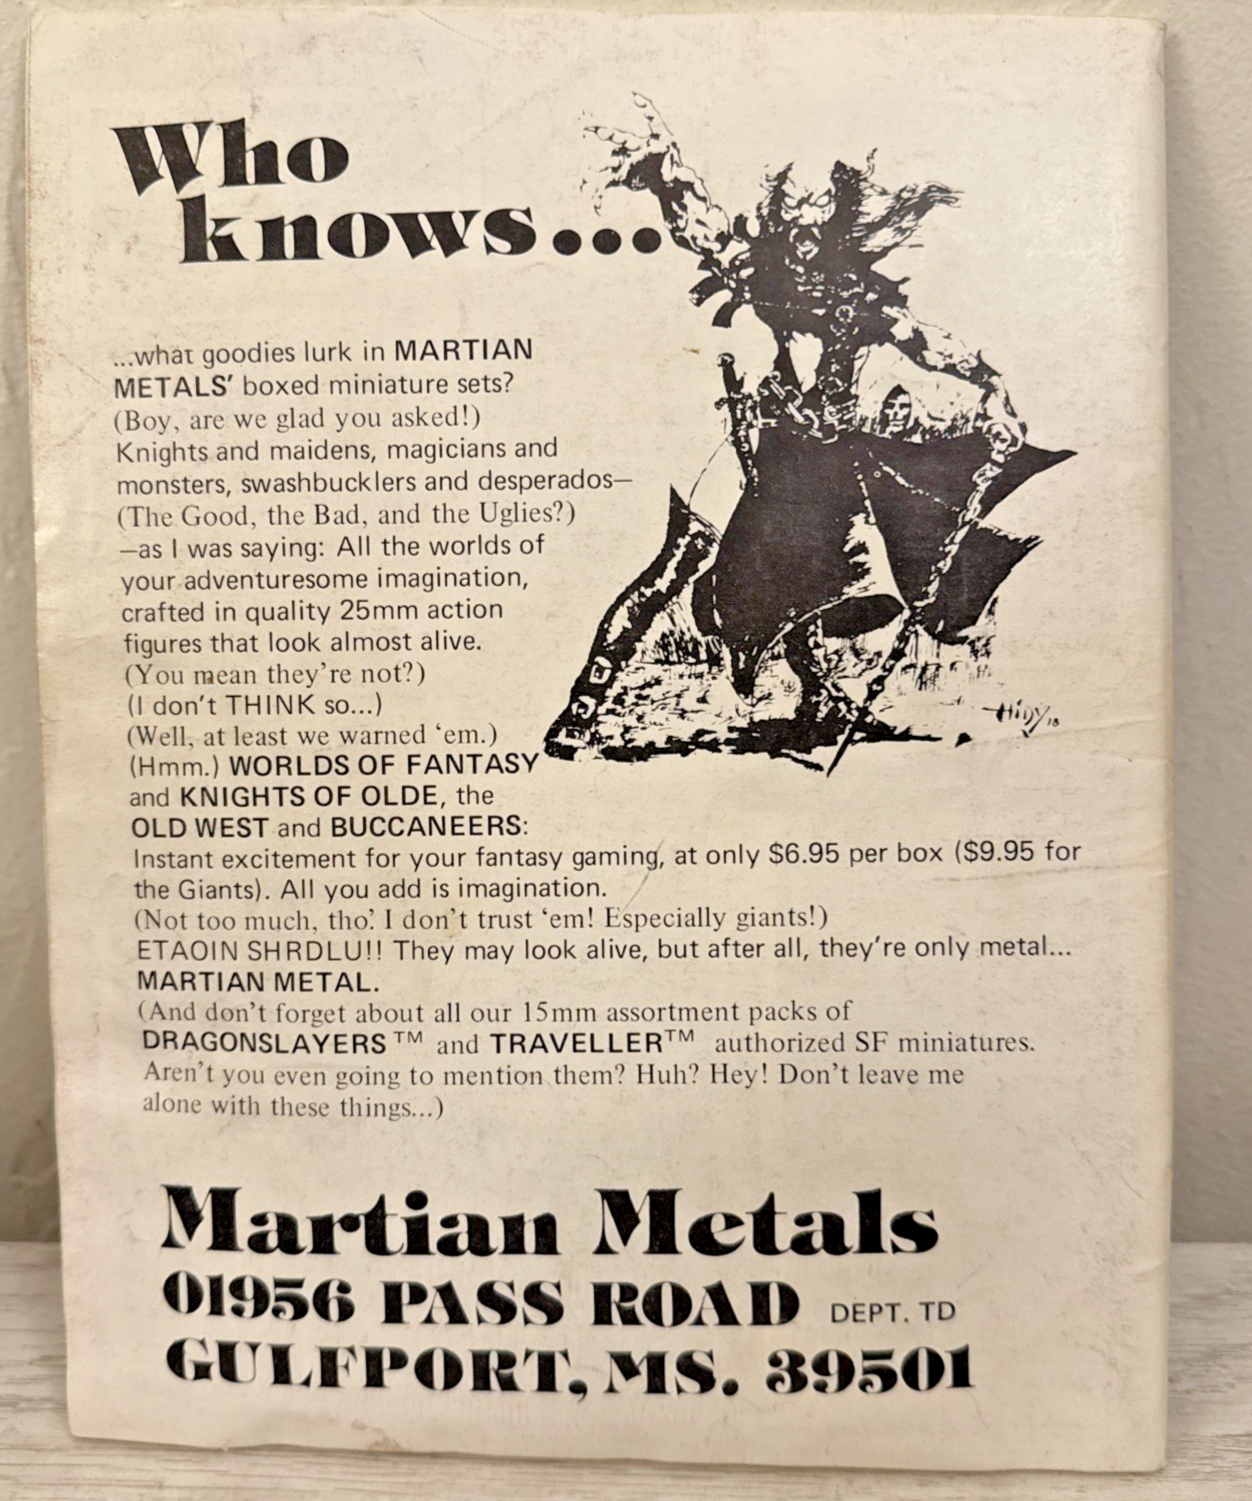 Who
knows...
...what goodies lurk in MARTIAN
METALS' boxed miniature sets?
(Boy, are we glad you asked!)
Knights and maidens, magicians and
monsters, swashbucklers and desperados—
(The Good, the Bad, and the Uglies?)
—as I was saying: All the worlds of
your adventuresome imagination,
crafted in quality 25mm action
figures that look almost alive.
(You mean they're not?)
(I don't THINK so...)
(Well, at least we warned 'em.)
(Hmm.) WORLDS OF FANTASY
and KNIGHTS OF OLDE, the
OLD WEST and BUCCANEERS:
Instant excitement for your fantasy gaming, at only $6.95 per box ($9.95 for
the Giants). All you add is imagination.
(Not too much, tho'. I don't trust 'em! Especially giants!)
ETAOIN SHRDLU!! They may look alive, but after all, they're only metal...
MARTIAN METAL.
(And don't forget about all our 15mm assortment packs of
DRAGONSLAYERS™ and TRAVELLER™ authorized SF miniatures.
Aren't you even going to mention them? Huh? Hey! Don't leave me
alone with these things...)
Hidy
Martian Metals
01956 PASS ROAD DEPT. TD
GULFPORT, MS. 39501